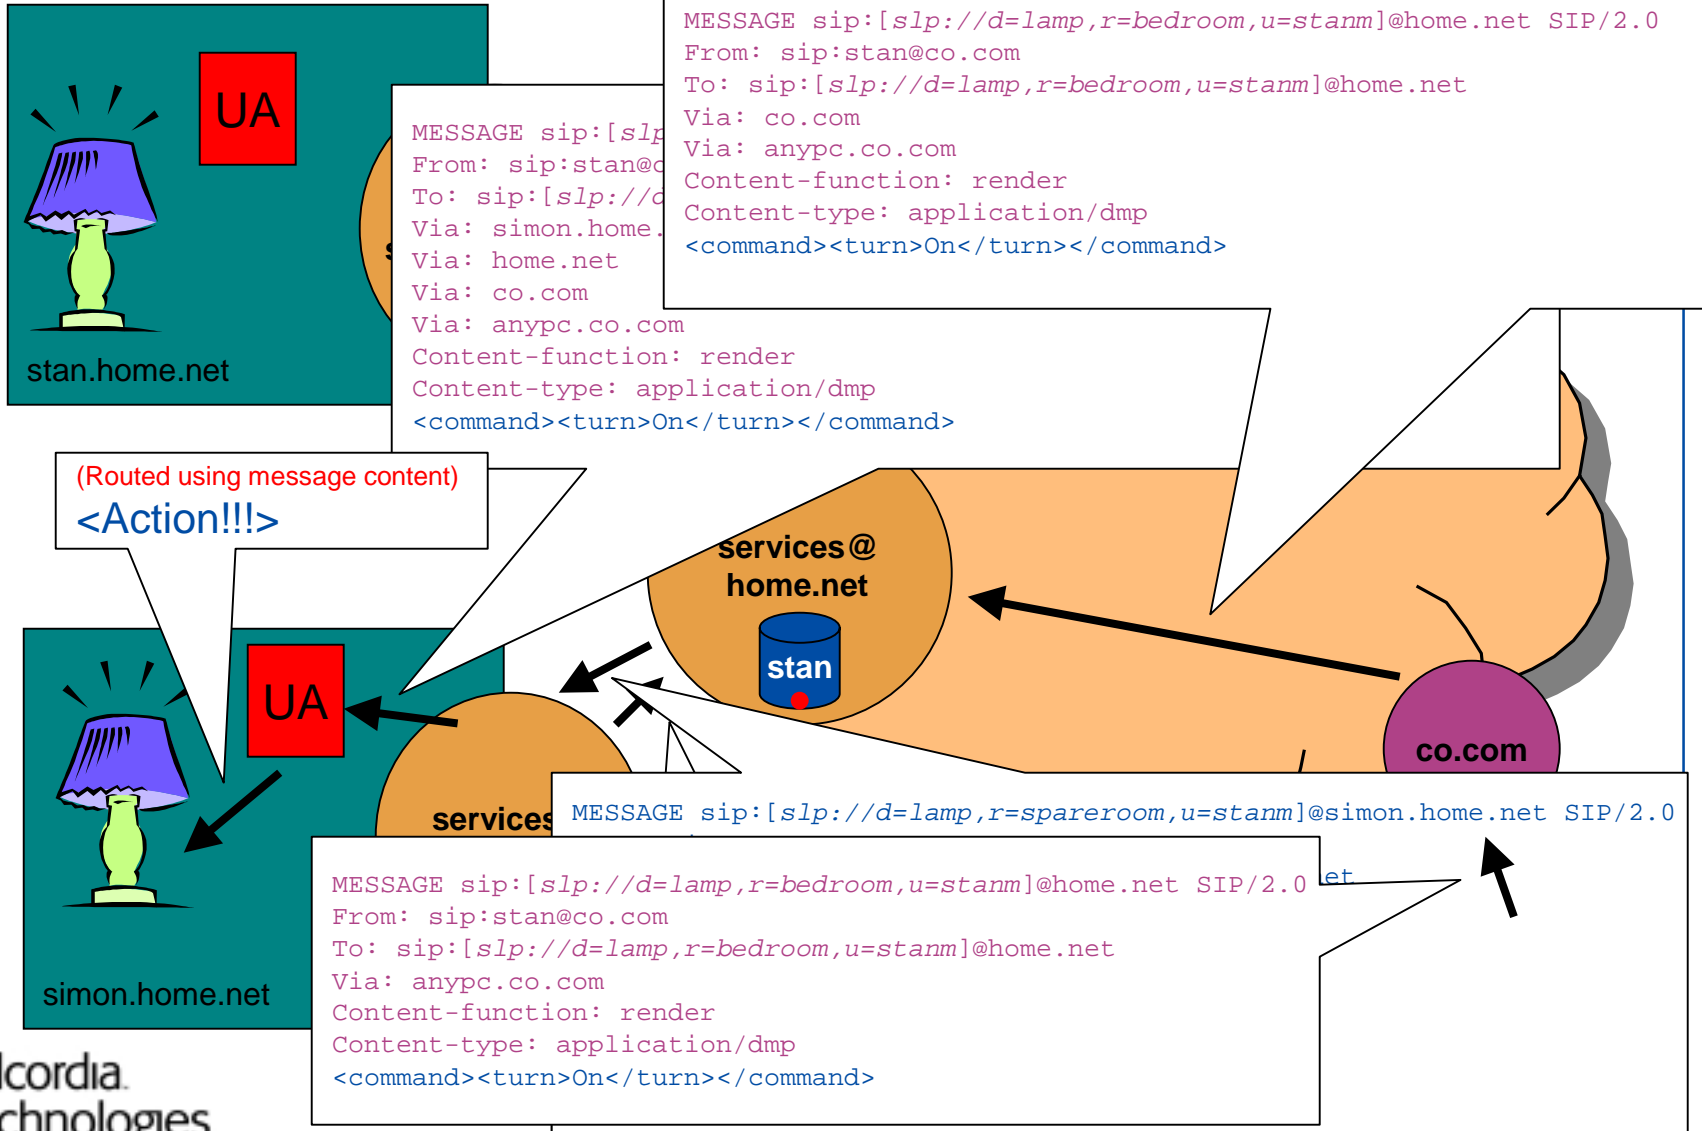 MESSAGE sip:[slp://d=lamp,r=bedroom,u=stanm]@home.net SIP/2.0
From: sip:stan@co.com
To: sip:[slp://d=lamp,r=bedroom,u=stanm]@home.net
Via: co.com
Via: anypc.co.com
Content-function: render
Content-type: application/dmp
<command><turn>On</turn></command>
UA
stan.home.net
MESSAGE sip:[slp
From: sip:stan@c
To: sip:[slp://d
Via: simon.home.
Via: home.net
Via: co.com
Via: anypc.co.com
Content-function: render
Content-type: application/dmp
<command><turn>On</turn></command>
(Routed using message content)
<Action!!!>
services@
home.net
stan
co.com
UA
services
simon.home.net
MESSAGE sip:[slp://d=lamp,r=spareroom,u=stanm]@simon.home.net SIP/2.0
et
MESSAGE sip:[slp://d=lamp,r=bedroom,u=stanm]@home.net SIP/2.0
From: sip:stan@co.com
To: sip:[slp://d=lamp,r=bedroom,u=stanm]@home.net
Via: anypc.co.com
Content-function: render
Content-type: application/dmp
<command><turn>On</turn></command>
lcordia
chnologies